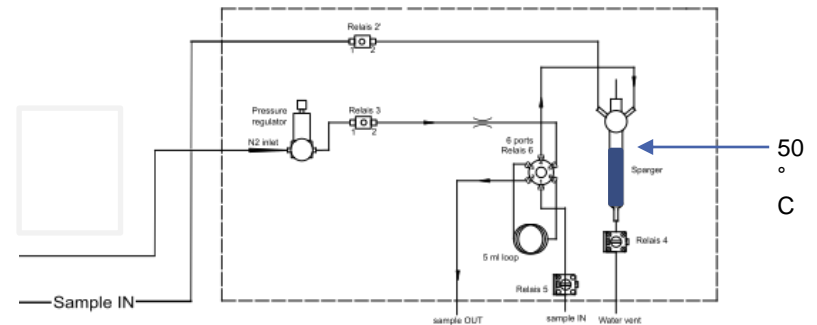 Relais 2'
1 2
Pressure
regulator
Relais 3
1 2
N2 inlet
6 ports
Relais 6
50
°
C
Sparger
Relais 4
5 ml loop
Relais 5
Sample IN
sample OUT
sample IN
Water vent